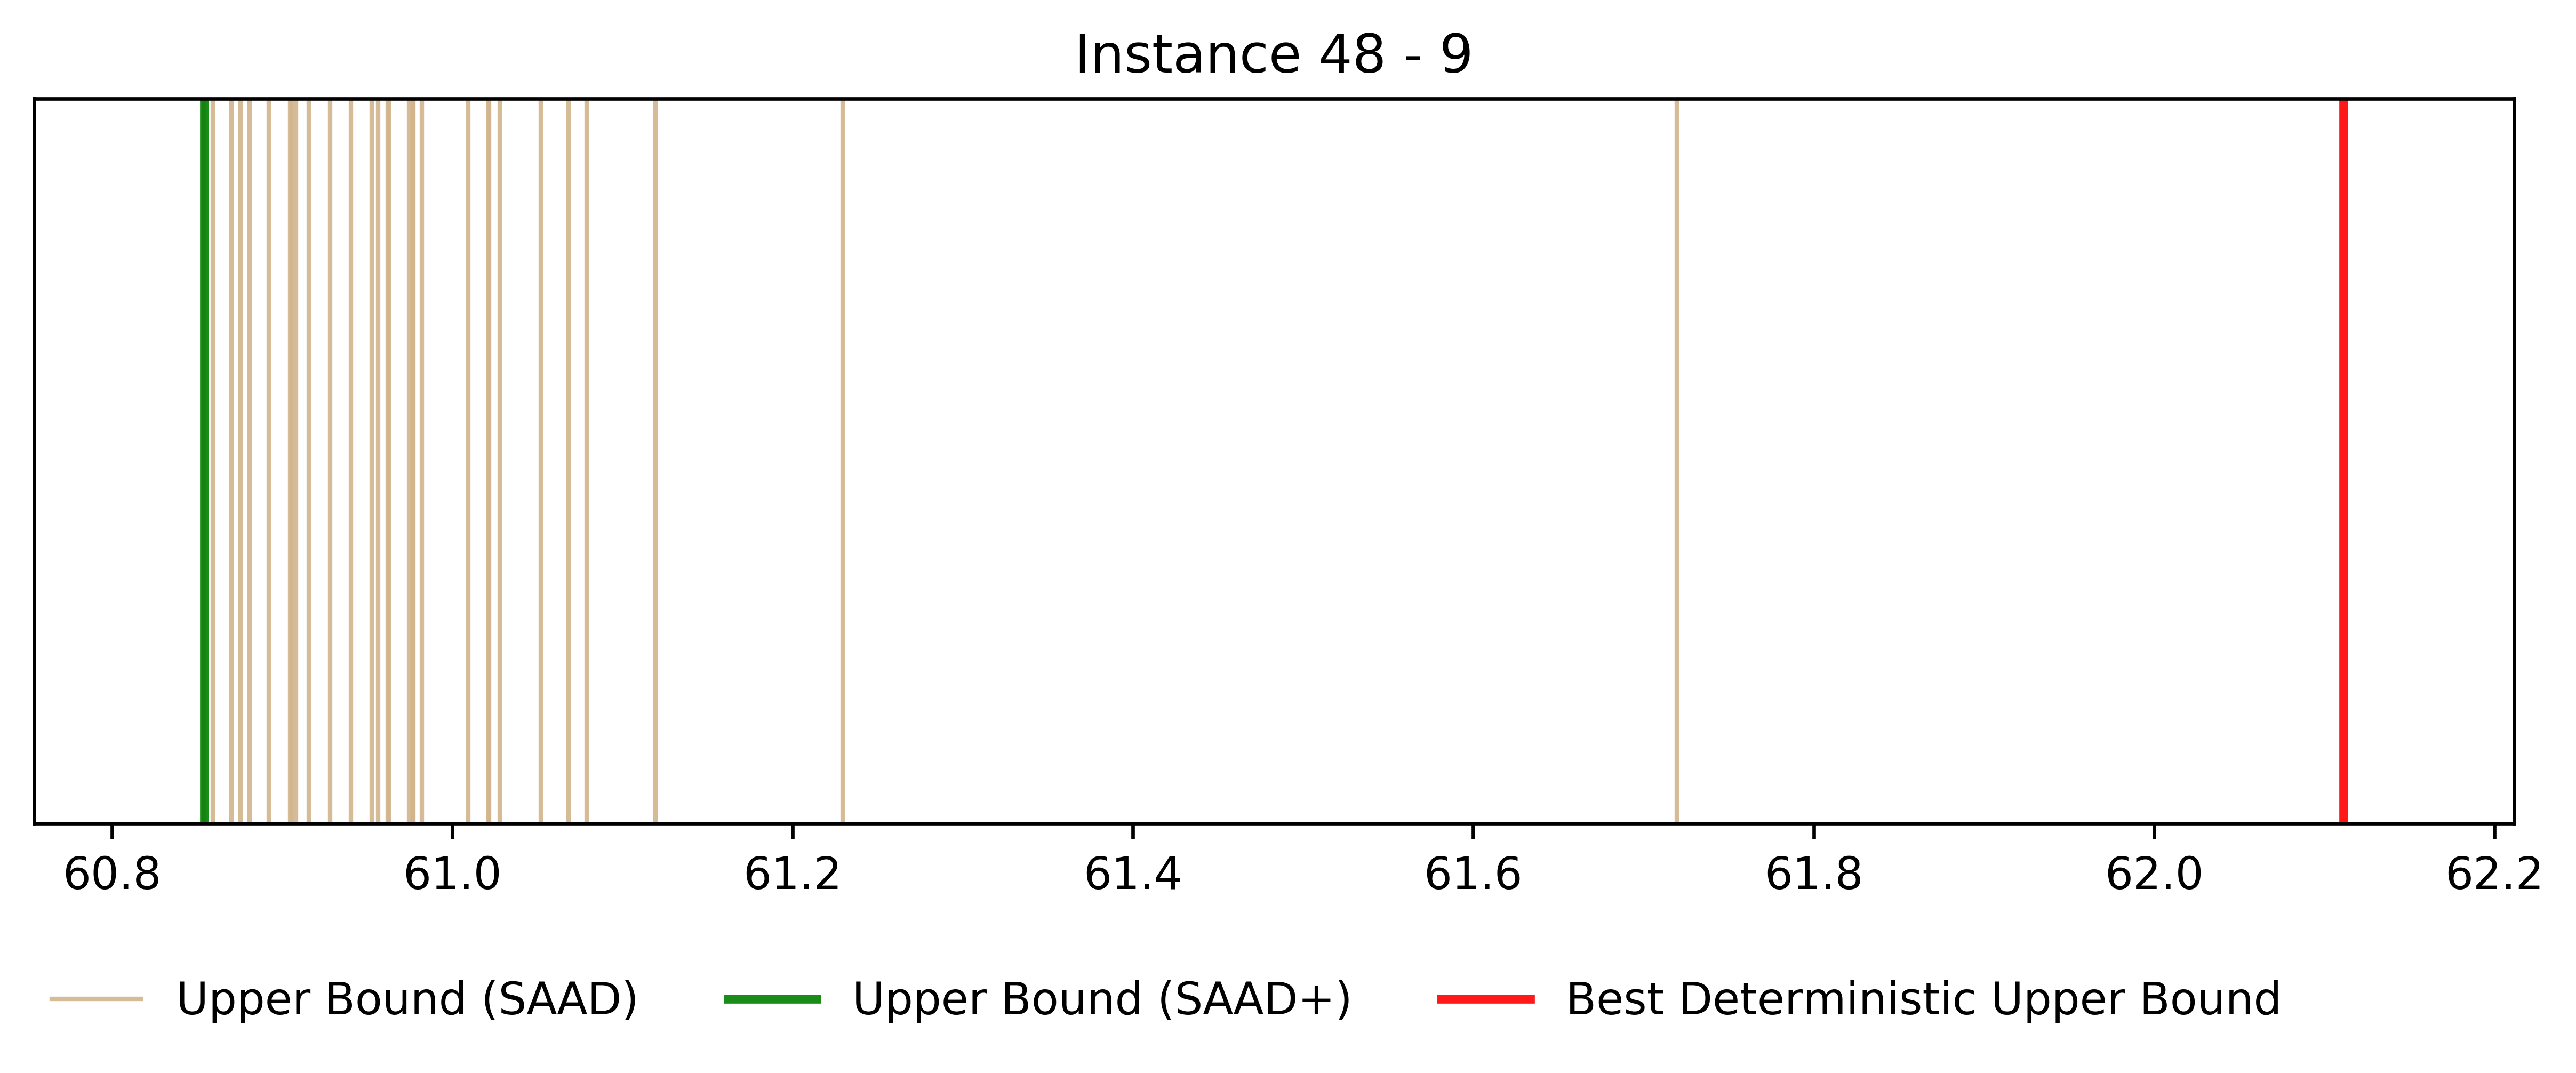 Instance 48 - 9
60.8 61.0 61.2 61.4 61.6 61.8 62.0 62.2
Upper Bound (SAAD) Upper Bound (SAAD+) Best Deterministic Upper Bound